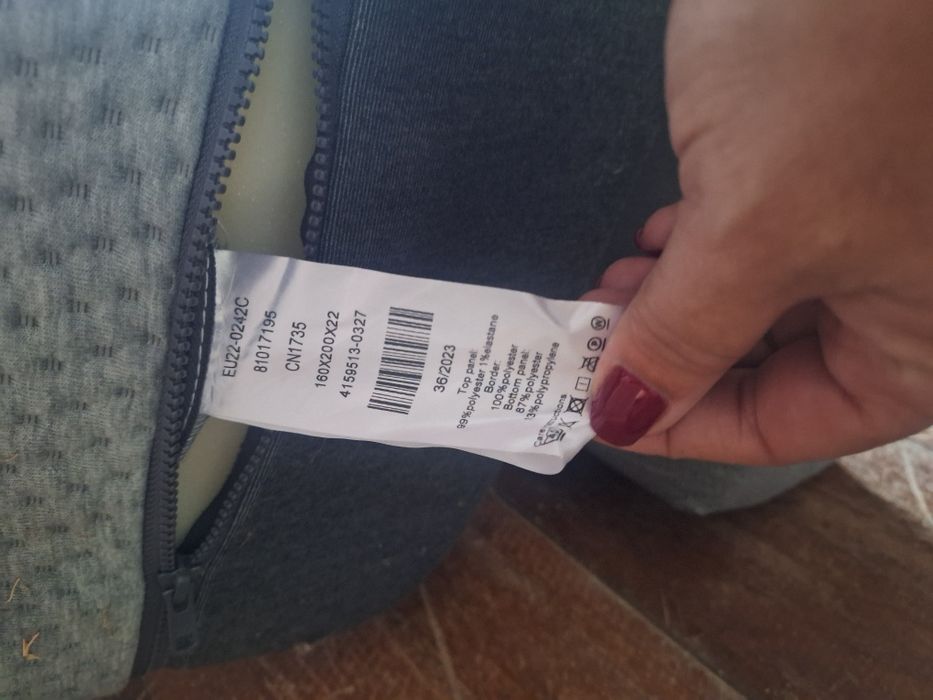 EU22-0242C
81017195
CN1735
160X200X22
4159513-0327
36/2023
Top panel:
99%polyester 1%elastane
Border:
100%polyester
Bottom panel:
87%polyester
13%polypropylene
Care